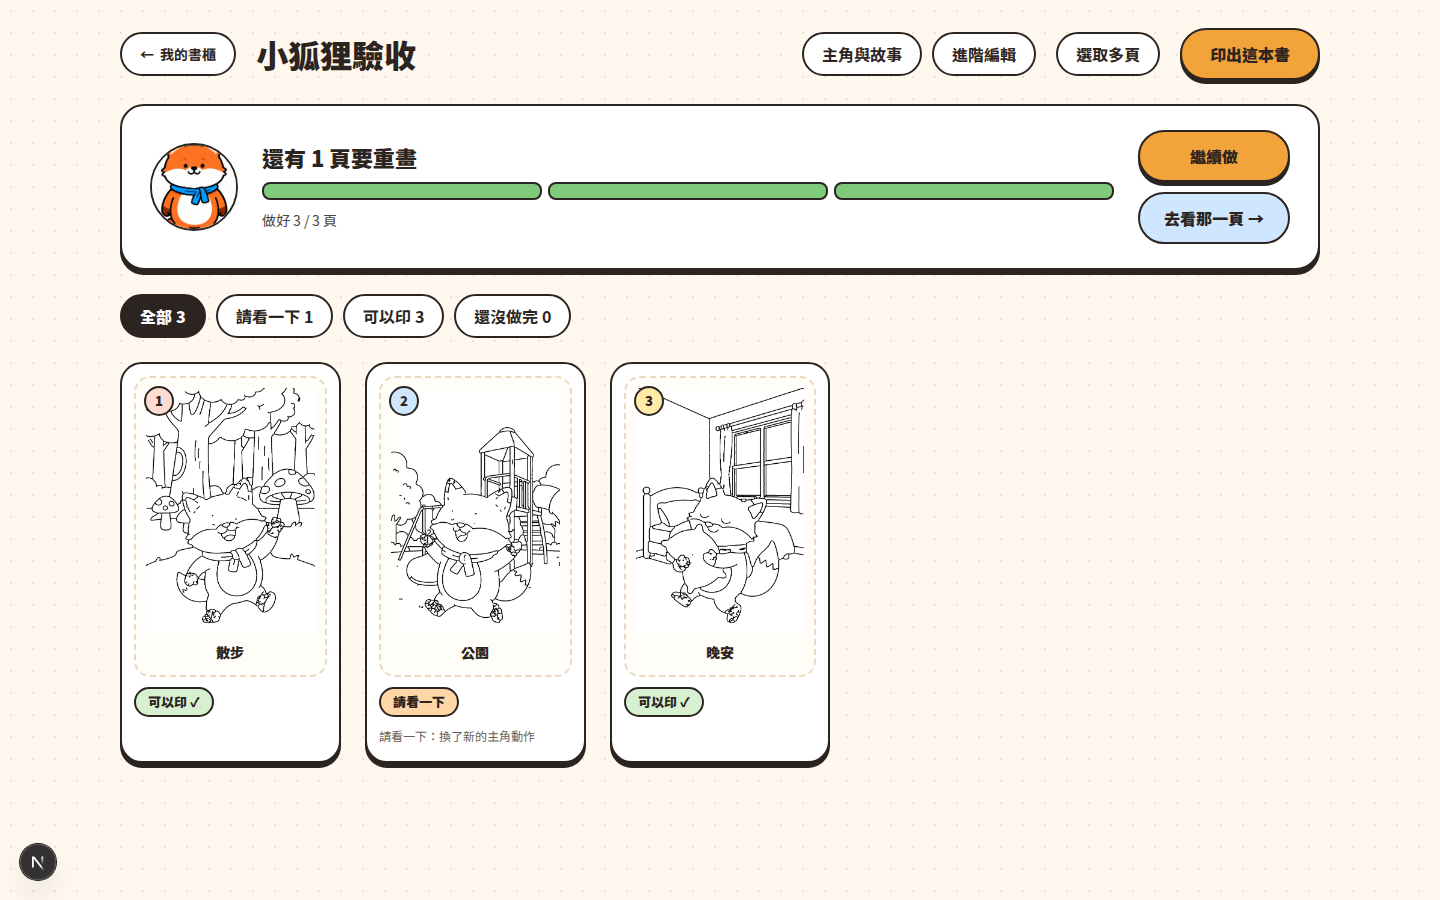 ← 我的書櫃
小狐狸驗收
主角與故事
進階編輯
選取多頁
印出這本書
還有 1 頁要重畫
做好 3 / 3 頁
繼續做
去看那一頁 →
全部 3
請看一下 1
可以印 3
還沒做完 0
1
散步
可以印 ✓
2
公園
請看一下
請看一下：換了新的主角動作
3
晚安
可以印 ✓
N